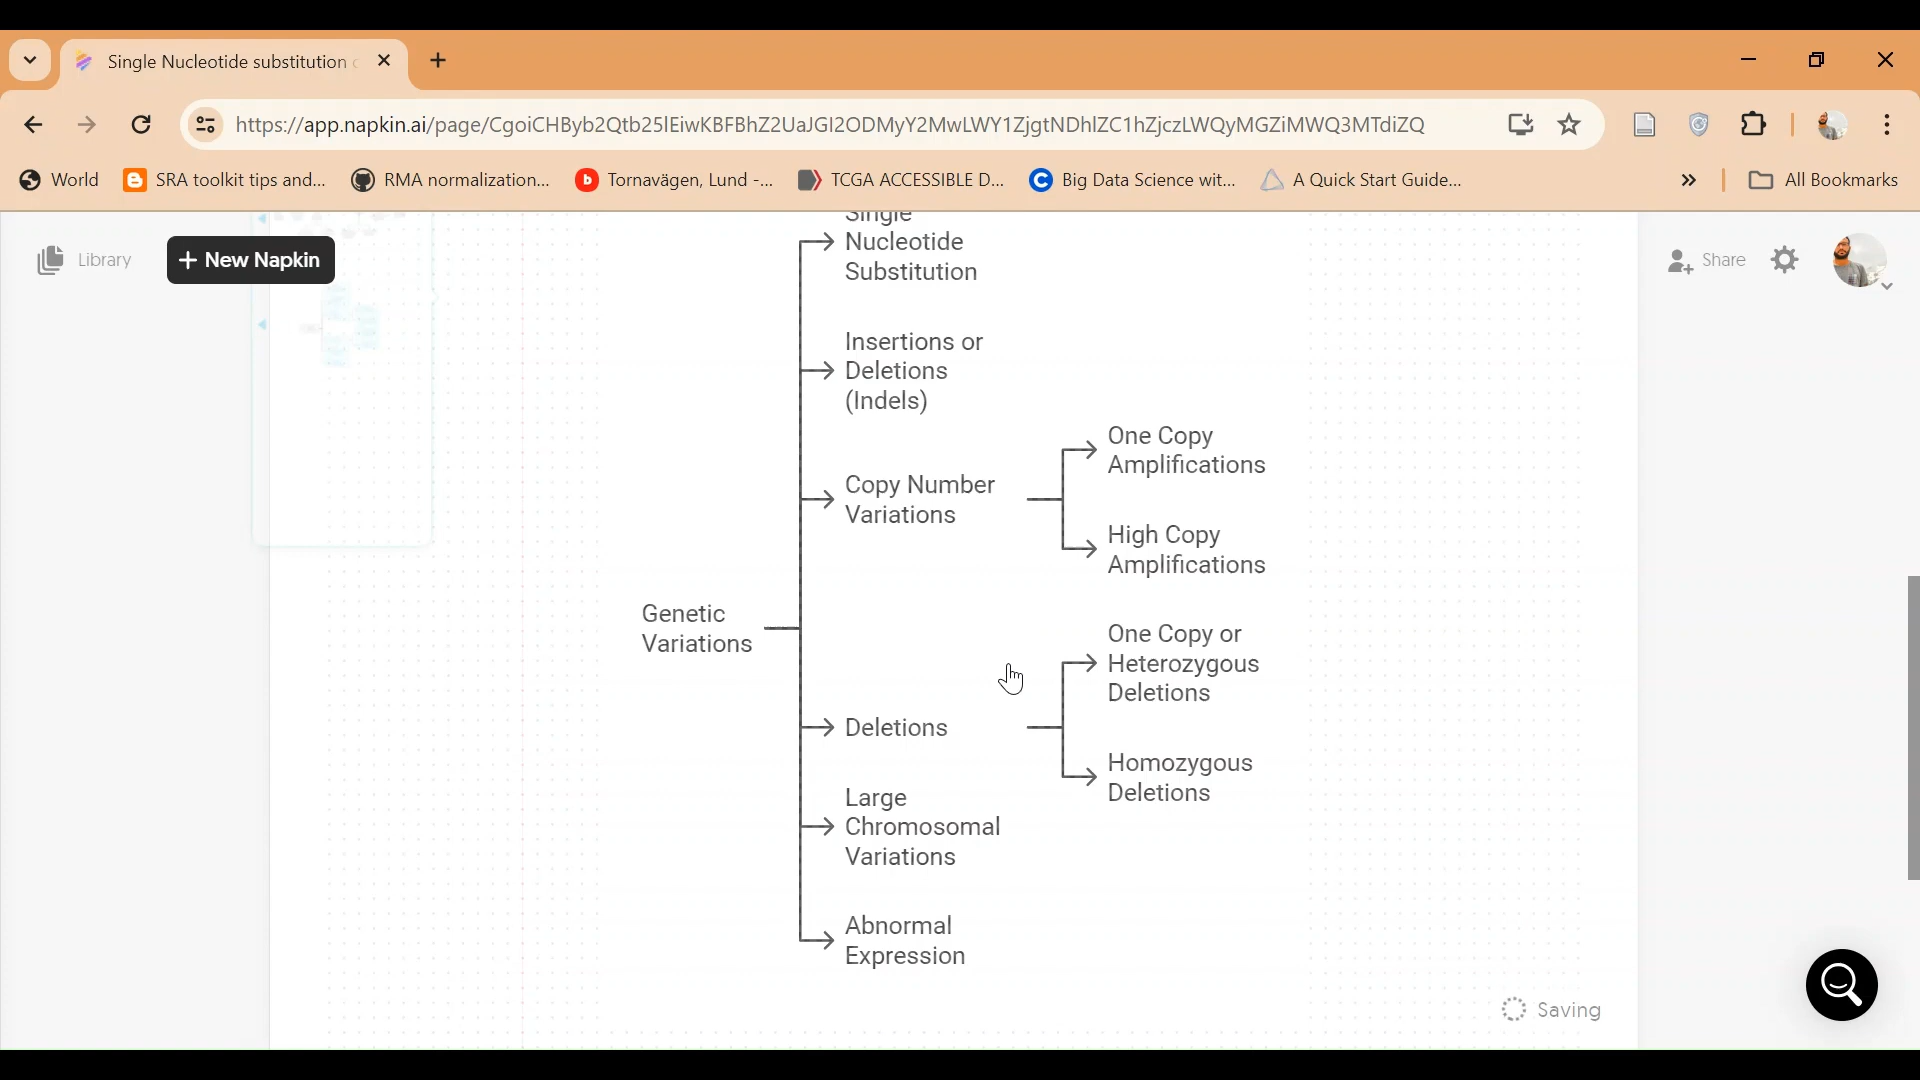 Single Nucleotide substitution
https://app.napkin.ai/page/CgoiCHByb2Qtb25lEiwKBFBhZ2UaJGI2ODMyY2MwLWY1ZjgtNDhlZC1hZjczLWQyMGZiMWQ3MTdiZQ
World
SRA toolkit tips and...
RMA normalization...
Tornavägen, Lund -...
TCGA ACCESSIBLE D...
Big Data Science wit...
A Quick Start Guide...
All Bookmarks
Library
+ New Napkin
Share
Single
Nucleotide
Substitution
Insertions or
Deletions
(Indels)
Copy Number
Variations
One Copy
Amplifications
High Copy
Amplifications
Genetic
Variations
Deletions
One Copy or
Heterozygous
Deletions
Homozygous
Deletions
Large
Chromosomal
Variations
Abnormal
Expression
Saving